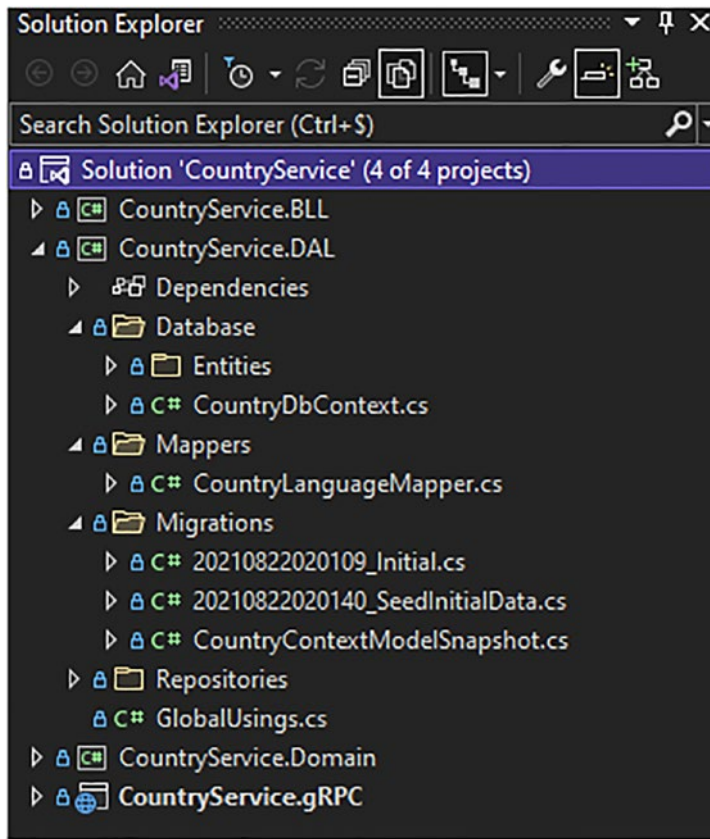 Solution Explorer
Search Solution Explorer (Ctrl+$)
Solution 'CountryService' (4 of 4 projects)
C# CountryService.BLL
C# CountryService.DAL
Dependencies
Database
Entities
C# CountryDbContext.cs
Mappers
C# CountryLanguageMapper.cs
Migrations
C# 20210822020109_Initial.cs
C# 20210822020140_SeedInitialData.cs
C# CountryContextModelSnapshot.cs
Repositories
C# GlobalUsings.cs
C# CountryService.Domain
CountryService.gRPC